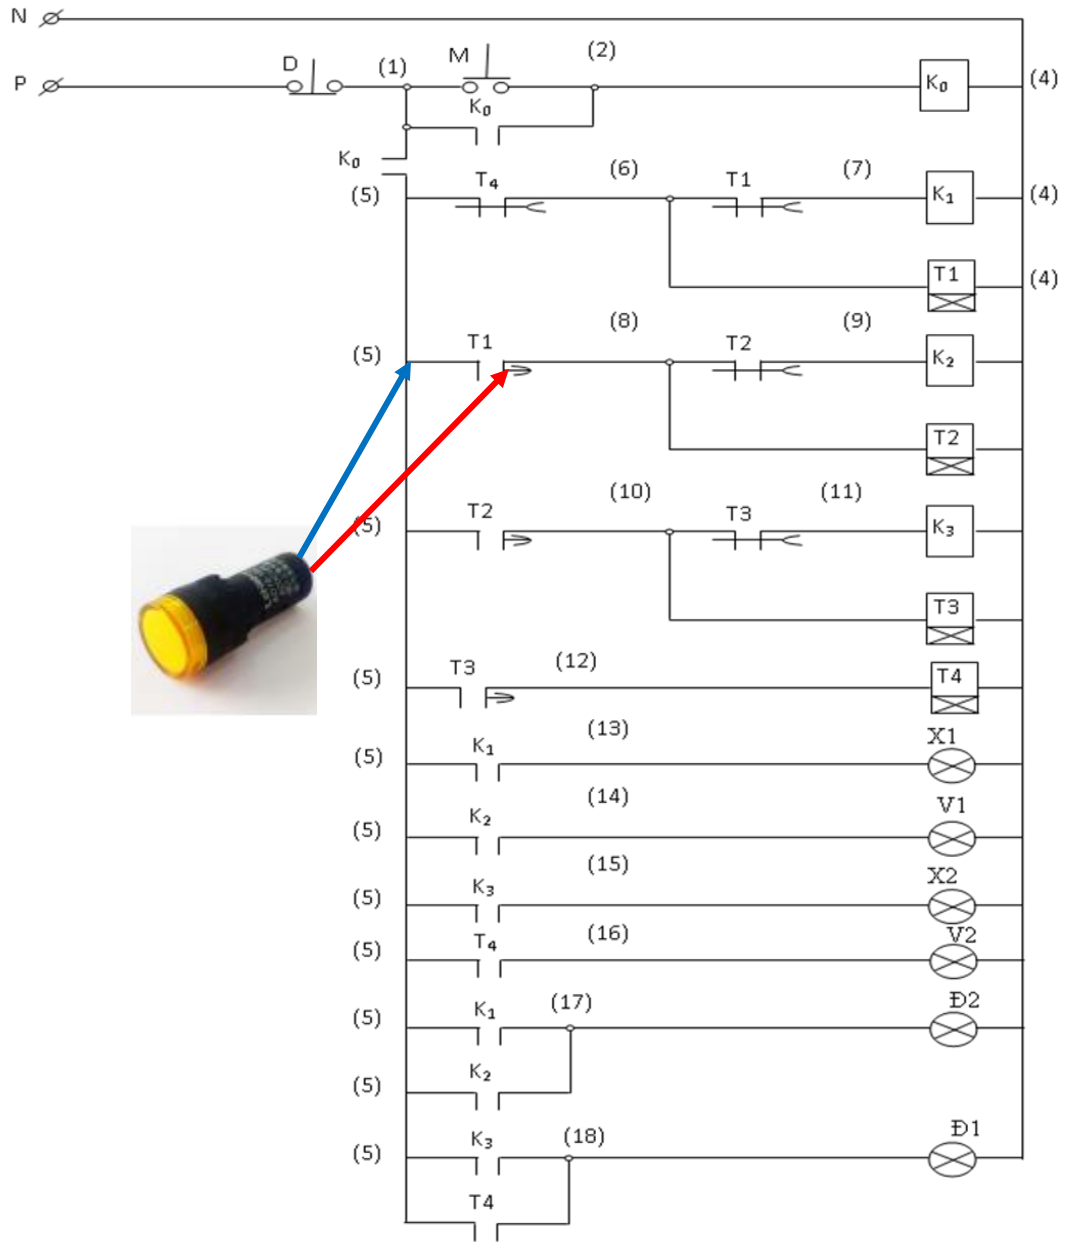 N
P D (1) M (2) K₀ (4)
K₀
K₀
(5) T₄ (6) T1 (7) K₁ (4)
T1 (4)
(5) T1 (8) T2 (9) K₂
T2
(5) T2 (10) T3 (11) K₃
T3
(5) T3 (12) T4
(5) K₁ (13) X1
(5) K₂ (14) V1
(5) K₃ (15) X2
(5) T₄ (16) V2
(5) K₁ (17) Đ2
(5) K₂
(5) K₃ (18) Đ1
T4